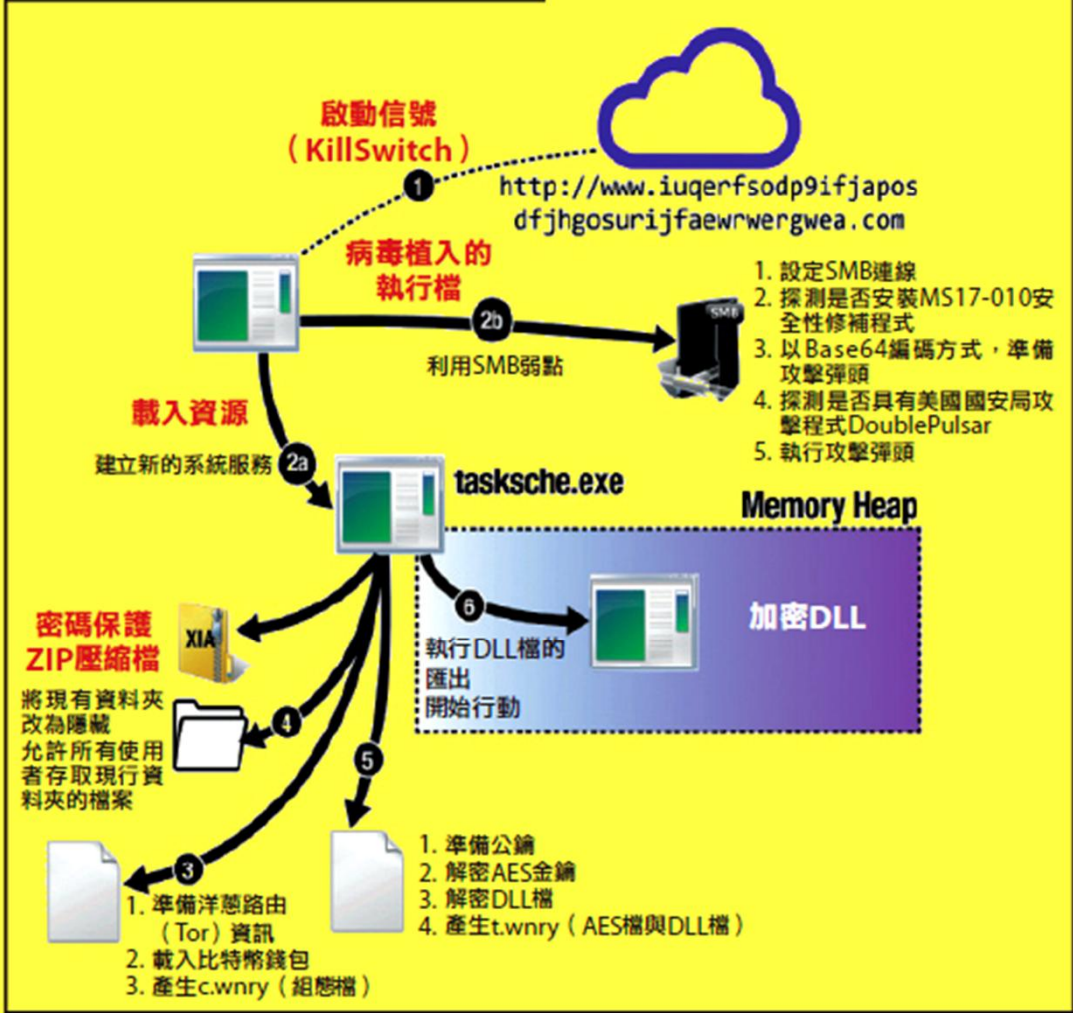 啟動信號
（KillSwitch）
1
http://www.iuqerfsodp9ifjapos
dfjhgosurijfaewrwergwea.com
病毒植入的
執行檔
2b
利用SMB弱點
SMB
1. 設定SMB連線
2. 探測是否安裝MS17-010安
全性修補程式
3. 以Base64編碼方式，準備
攻擊彈頭
4. 探測是否具有美國國安局攻
擊程式DoublePulsar
5. 執行攻擊彈頭
載入資源
建立新的系統服務
2a
tasksche.exe
Memory Heap
6
執行DLL檔的
匯出
開始行動
加密DLL
密碼保護
ZIP壓縮檔
XIA
將現有資料夾
改為隱藏
允許所有使用
者存取現行資
料夾的檔案
4
5
3
1. 準備洋蔥路由
（Tor）資訊
2. 載入比特幣錢包
3. 產生c.wnry（組態檔）
1. 準備公鑰
2. 解密AES金鑰
3. 解密DLL檔
4. 產生t.wnry（AES檔與DLL檔）